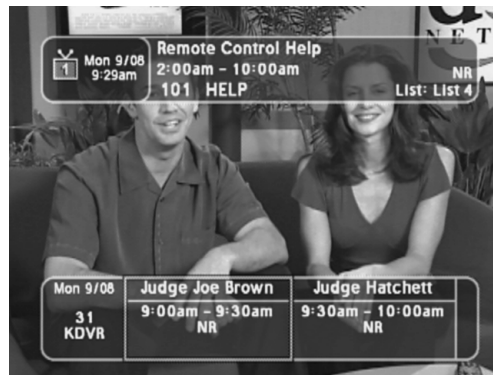 NET
Mon 9/08
9:29am
1
Remote Control Help
2:00am – 10:00am
NR
101 HELP
List: List 4
Mon 9/08
31
KDVR
Judge Joe Brown
9:00am – 9:30am
NR
Judge Hatchett
9:30am – 10:00am
NR